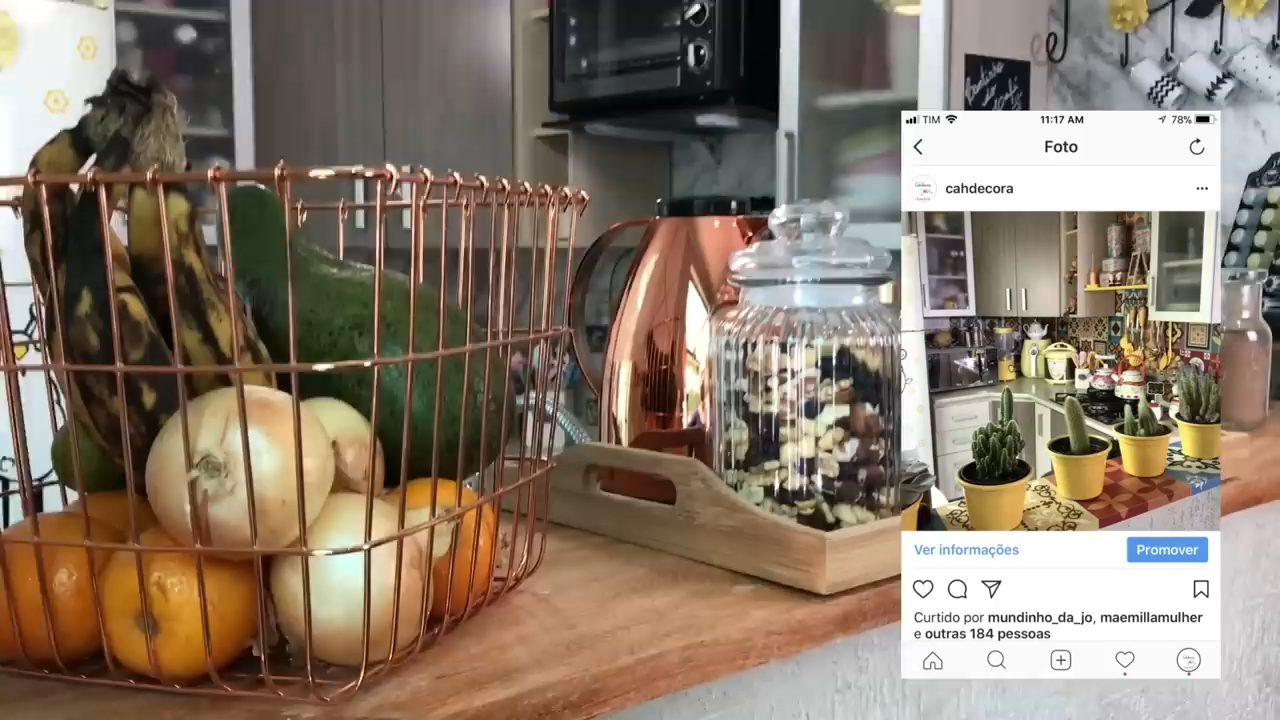 TIM
11:17 AM
78%
Foto
cahdecora
Ver informações
Promover
Curtido por mundinho_da_jo, maemillamulher
e outras 184 pessoas